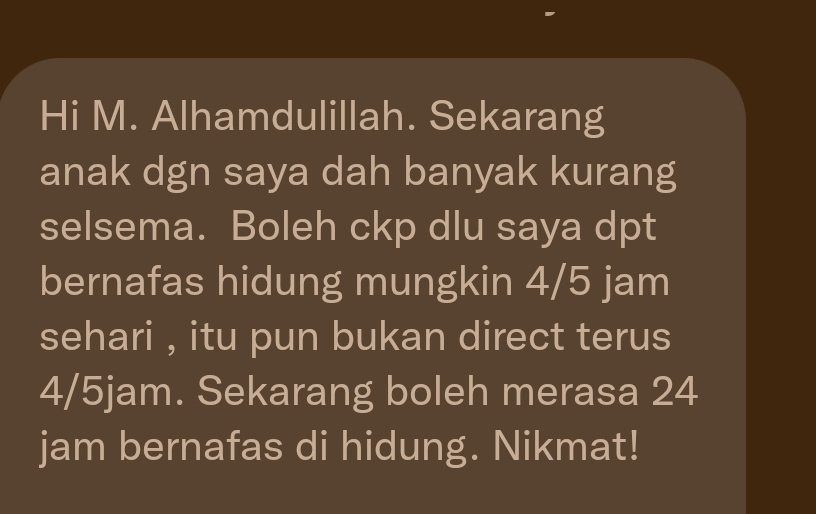 Hi M. Alhamdulillah. Sekarang
anak dgn saya dah banyak kurang
selsema.  Boleh ckp dlu saya dpt
bernafas hidung mungkin 4/5 jam
sehari , itu pun bukan direct terus
4/5jam. Sekarang boleh merasa 24
jam bernafas di hidung. Nikmat!